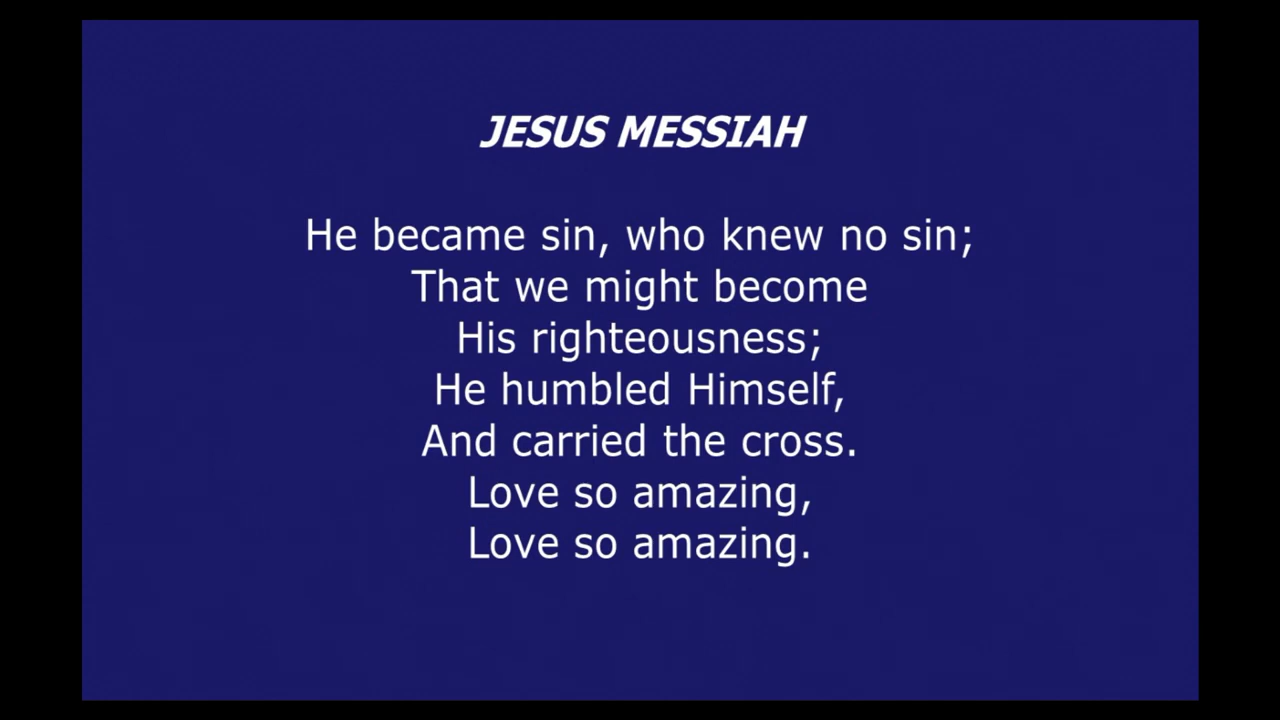 JESUS MESSIAH
He became sin, who knew no sin;
That we might become
His righteousness;
He humbled Himself,
And carried the cross.
Love so amazing,
Love so amazing.